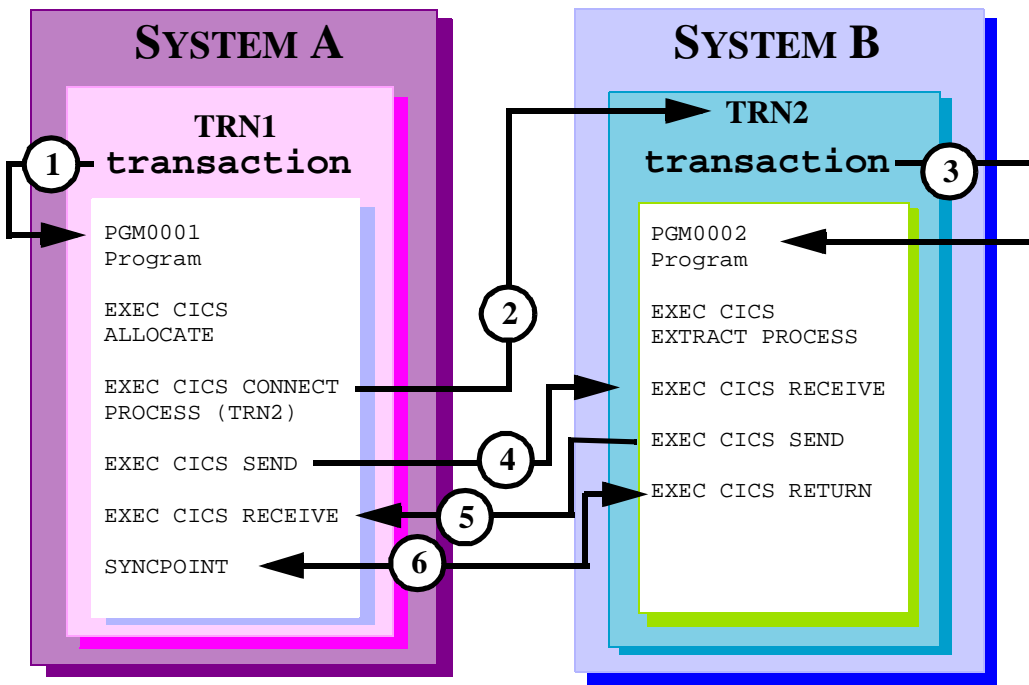 SYSTEM A
TRN1
transaction
1
PGM0001
Program
EXEC CICS
ALLOCATE
EXEC CICS CONNECT
PROCESS (TRN2)
EXEC CICS SEND
EXEC CICS RECEIVE
SYNCPOINT
2
4
5
6
SYSTEM B
TRN2
transaction
3
PGM0002
Program
EXEC CICS
EXTRACT PROCESS
EXEC CICS RECEIVE
EXEC CICS SEND
EXEC CICS RETURN